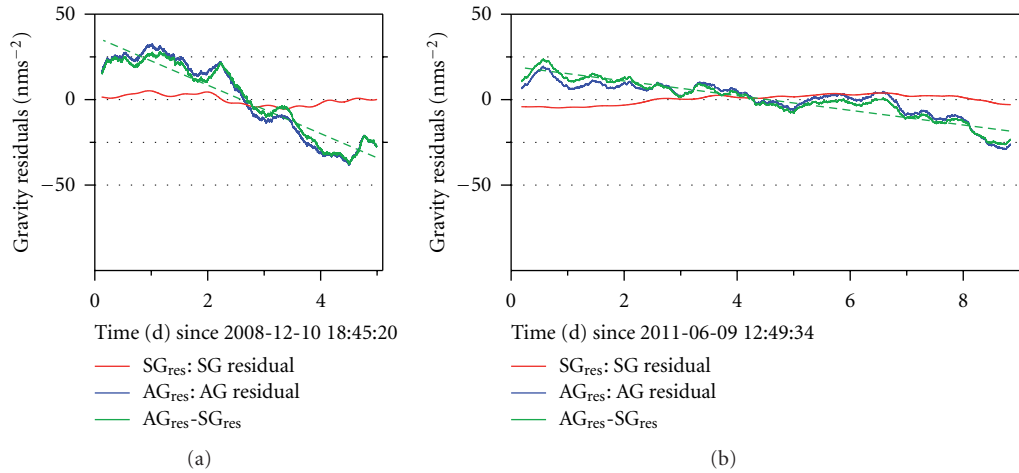 50
25
0
−50
Gravity residuals (nms−2)
0
2
4
Time (d) since 2008-12-10 18:45:20
SGres: SG residual
AGres: AG residual
AGres-SGres
(a)
50
25
0
−50
Gravity residuals (nms−2)
0
2
4
6
8
Time (d) since 2011-06-09 12:49:34
SGres: SG residual
AGres: AG residual
AGres-SGres
(b)